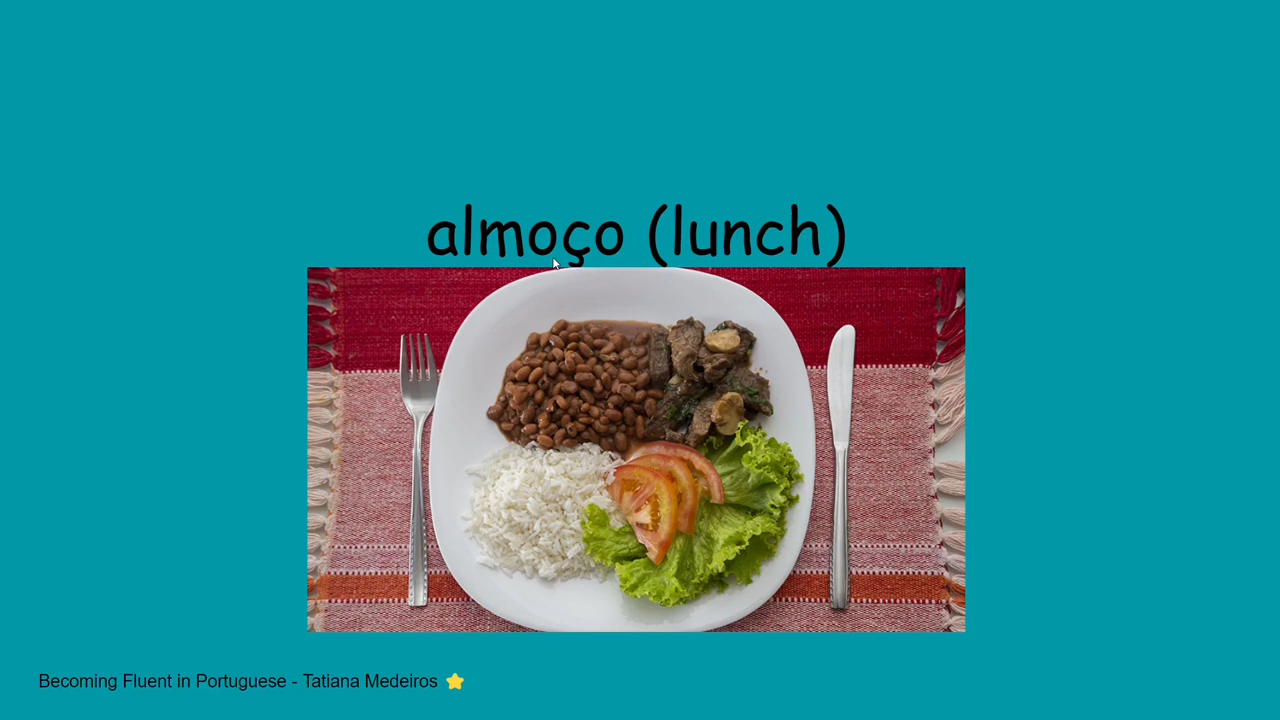 almoço (lunch)
Becoming Fluent in Portuguese - Tatiana Medeiros